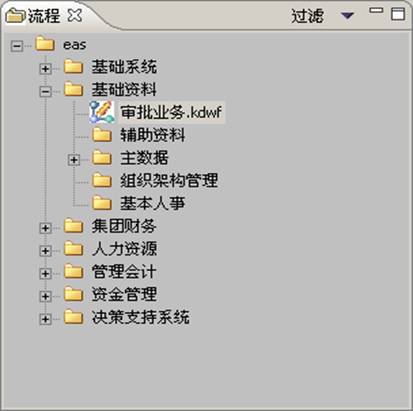 流程 过滤
eas
基础系统
基础资料
审批业务.kdwf
辅助资料
主数据
组织架构管理
基本人事
集团财务
人力资源
管理会计
资金管理
决策支持系统